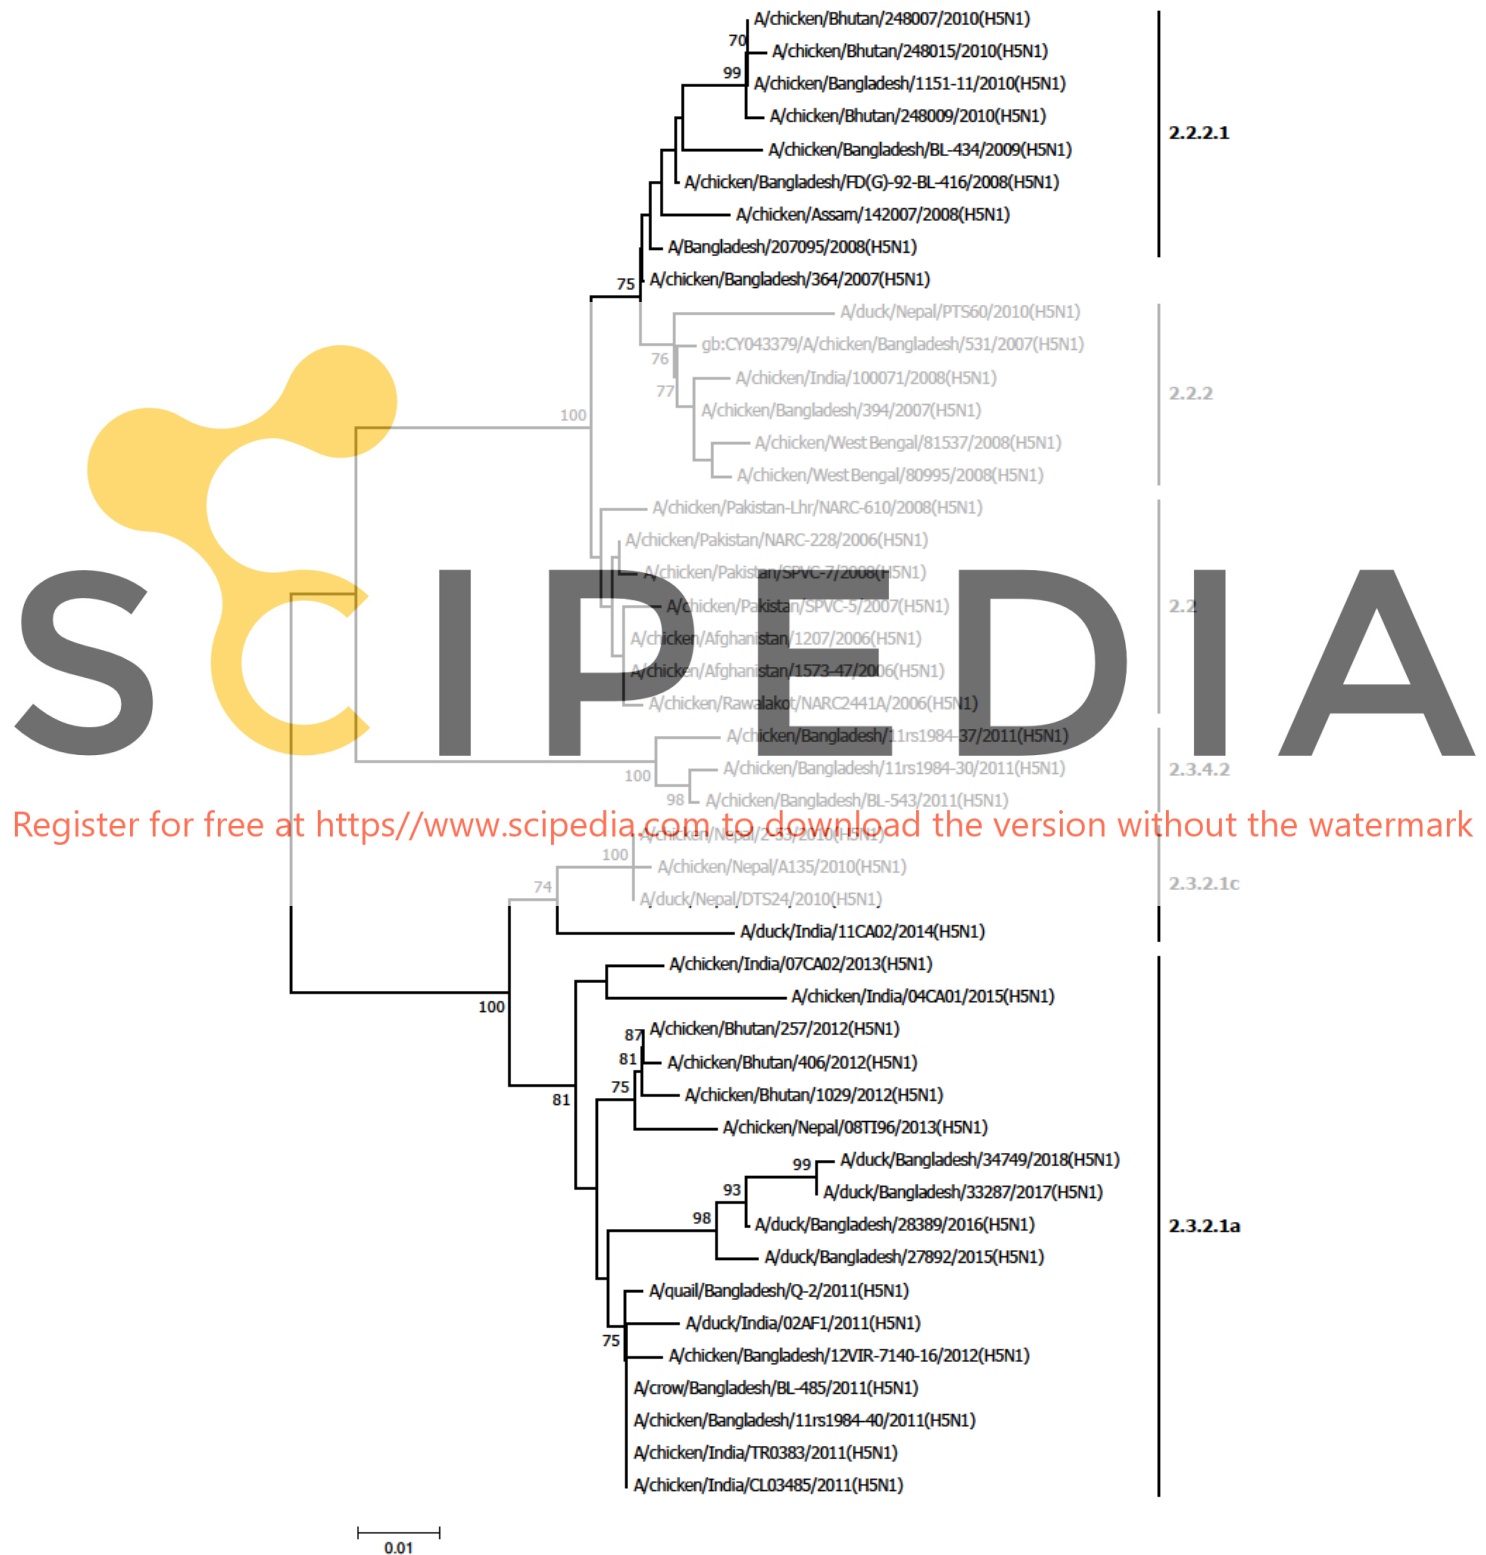 A/chicken/Bhutan/248007/2010(H5N1)
70
A/chicken/Bhutan/248015/2010(H5N1)
99
A/chicken/Bangladesh/1151-11/2010(H5N1)
A/chicken/Bhutan/248009/2010(H5N1)
2.2.2.1
A/chicken/Bangladesh/BL-434/2009(H5N1)
A/chicken/Bangladesh/FD(G)-92-BL-416/2008(H5N1)
A/chicken/Assam/142007/2008(H5N1)
A/Bangladesh/207095/2008(H5N1)
75
A/chicken/Bangladesh/364/2007(H5N1)
A/duck/Nepal/PTS60/2010(H5N1)
gb:CY043379/A/chicken/Bangladesh/531/2007(H5N1)
76
A/chicken/India/100071/2008(H5N1)
77
2.2.2
100
A/chicken/Bangladesh/394/2007(H5N1)
A/chicken/West Bengal/81537/2008(H5N1)
A/chicken/West Bengal/80995/2008(H5N1)
A/chicken/Pakistan-Lhr/NARC-610/2008(H5N1)
A/chicken/Pakistan/NARC-228/2006(H5N1)
A/chicken/Pakistan/SPVC-7/2008(H5N1)
A/chicken/Pakistan/SPVC-5/2007(H5N1)
2.2
A/chicken/Afghanistan/1207/2006(H5N1)
A/chicken/Afghanistan/1573-47/2006(H5N1)
SCIPEDIA
A/chicken/Rawalakot/NARC2441A/2006(H5N1)
A/chicken/Bangladesh/11rs1984-37/2011(H5N1)
A/chicken/Bangladesh/11rs1984-30/2011(H5N1)
2.3.4.2
100
98
A/chicken/Bangladesh/BL-543/2011(H5N1)
Register for free at https//www.scipedia.com to download the version without the watermark
A/chicken/Nepal/2-53/2010(H5N1)
100
A/chicken/Nepal/A135/2010(H5N1)
74
2.3.2.1c
A/duck/Nepal/DTS24/2010(H5N1)
A/duck/India/11CA02/2014(H5N1)
A/chicken/India/07CA02/2013(H5N1)
A/chicken/India/04CA01/2015(H5N1)
100
A/chicken/Bhutan/257/2012(H5N1)
87
81
A/chicken/Bhutan/406/2012(H5N1)
75
A/chicken/Bhutan/1029/2012(H5N1)
81
A/chicken/Nepal/08TI96/2013(H5N1)
A/duck/Bangladesh/34749/2018(H5N1)
99
93
A/duck/Bangladesh/33287/2017(H5N1)
98
A/duck/Bangladesh/28389/2016(H5N1)
2.3.2.1a
A/duck/Bangladesh/27892/2015(H5N1)
A/quail/Bangladesh/Q-2/2011(H5N1)
A/duck/India/02AF1/2011(H5N1)
75
A/chicken/Bangladesh/12VIR-7140-16/2012(H5N1)
A/crow/Bangladesh/BL-485/2011(H5N1)
A/chicken/Bangladesh/11rs1984-40/2011(H5N1)
A/chicken/India/TR0383/2011(H5N1)
A/chicken/India/CL03485/2011(H5N1)
0.01